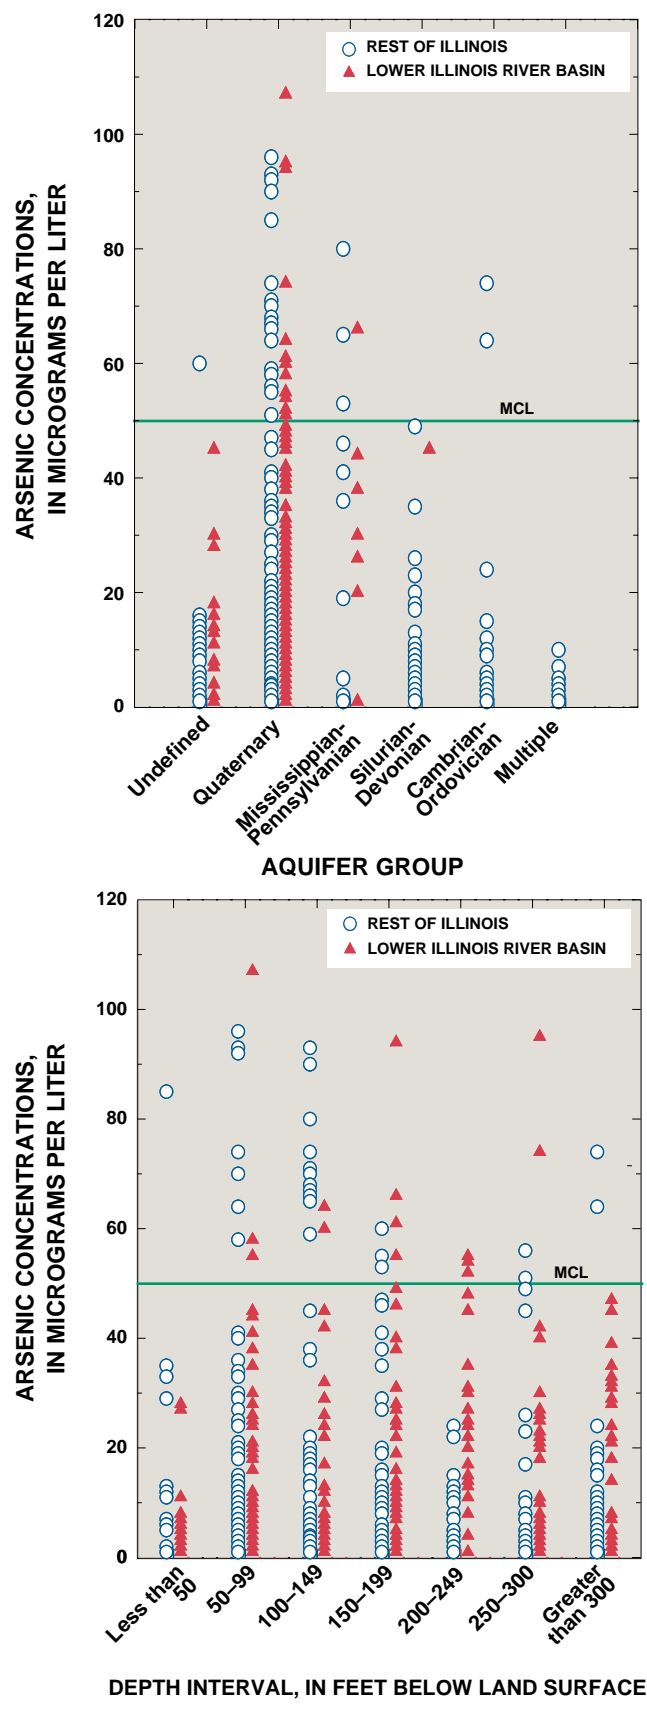 120
100
80
60
40
20
0
ARSENIC CONCENTRATIONS,
IN MICROGRAMS PER LITER
REST OF ILLINOIS
LOWER ILLINOIS RIVER BASIN
MCL
Undefined
Quaternary
Mississippian-
Pennsylvanian
Silurian-
Devonian
Cambrian-
Ordovician
Multiple
AQUIFER GROUP
120
100
80
60
40
20
0
ARSENIC CONCENTRATIONS,
IN MICROGRAMS PER LITER
REST OF ILLINOIS
LOWER ILLINOIS RIVER BASIN
MCL
Less than
50
50–99
100–149
150–199
200–249
250–300
Greater
than 300
DEPTH INTERVAL, IN FEET BELOW LAND SURFACE